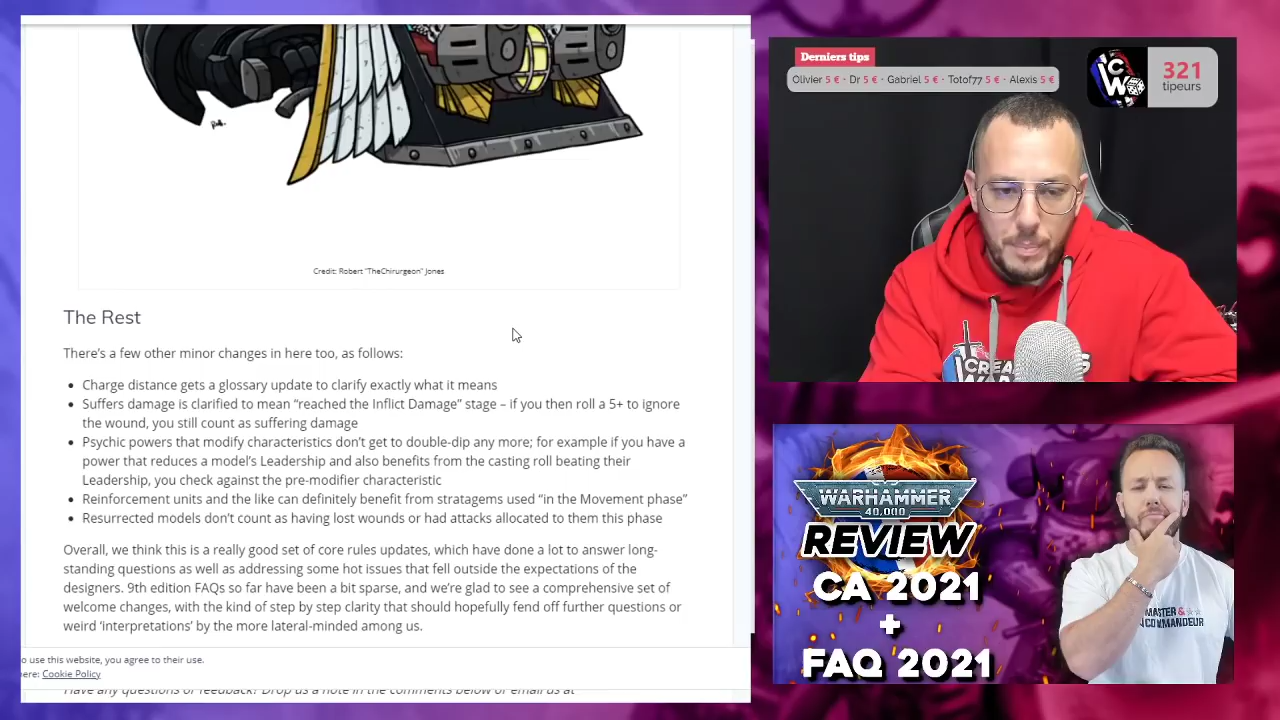 Credit: Robert "TheChirurgeon" Jones
The Rest
There's a few other minor changes in here too, as follows:
• Charge distance gets a glossary update to clarify exactly what it means
• Suffers damage is clarified to mean "reached the Inflict Damage" stage – if you then roll a 5+ to ignore
the wound, you still count as suffering damage
• Psychic powers that modify characteristics don't get to double-dip any more; for example if you have a
power that reduces a model's Leadership and also benefits from the casting roll beating their
Leadership, you check against the pre-modifier characteristic
• Reinforcement units and the like can definitely benefit from stratagems used "in the Movement phase"
• Resurrected models don't count as having lost wounds or had attacks allocated to them this phase
Overall, we think this is a really good set of core rules updates, which have done a lot to answer long-
standing questions as well as addressing some hot issues that fell outside the expectations of the
designers. 9th edition FAQs so far have been a bit sparse, and we're glad to see a comprehensive set of
welcome changes, with the kind of step by step clarity that should hopefully fend off further questions or
weird 'interpretations' by the more lateral-minded among us.
o use this website, you agree to their use.
here: Cookie Policy
Have any questions or feedback? Drop us a note in the comments below or email us at
Derniers tips
Olivier 5 € · Dr 5 € · Gabriel 5 € · Totof77 5 € · Alexis 5 €
CW
321
tipeurs
WARHAMMER
40,000
REVIEW
CA 2021
+
FAQ 2021
MASTER &